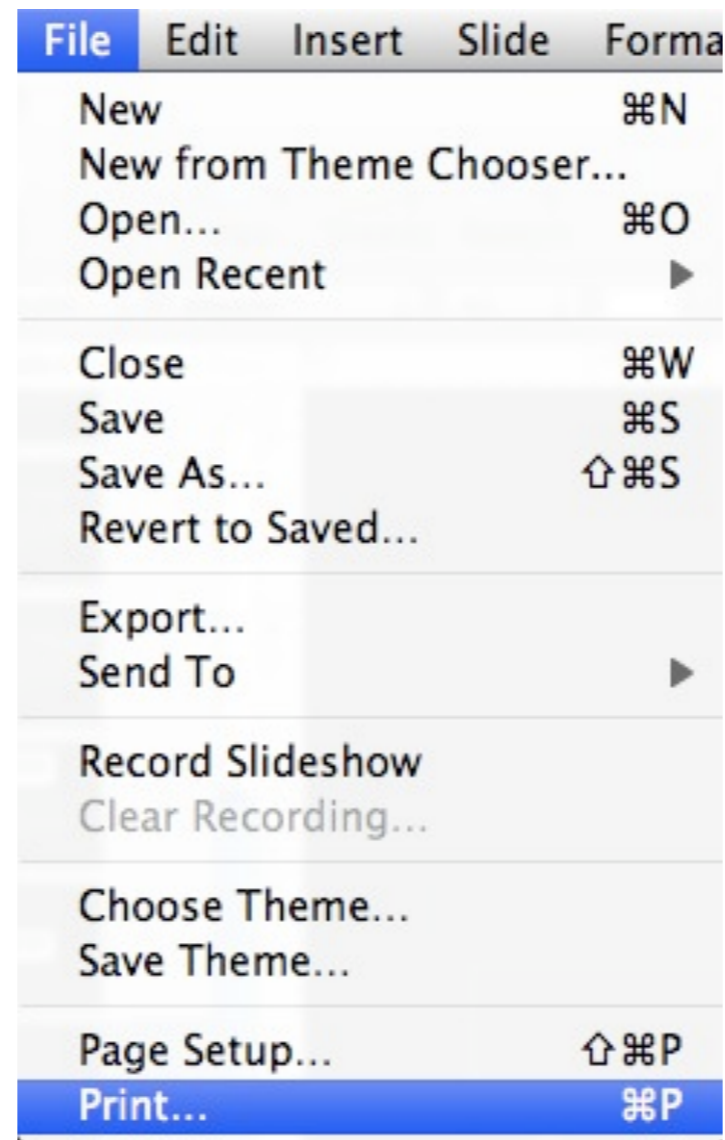 File Edit Insert Slide Forma
New ⌘N
New from Theme Chooser...
Open... ⌘O
Open Recent ▶
Close ⌘W
Save ⌘S
Save As... ⇧⌘S
Revert to Saved...
Export...
Send To ▶
Record Slideshow
Clear Recording...
Choose Theme...
Save Theme...
Page Setup... ⇧⌘P
Print... ⌘P